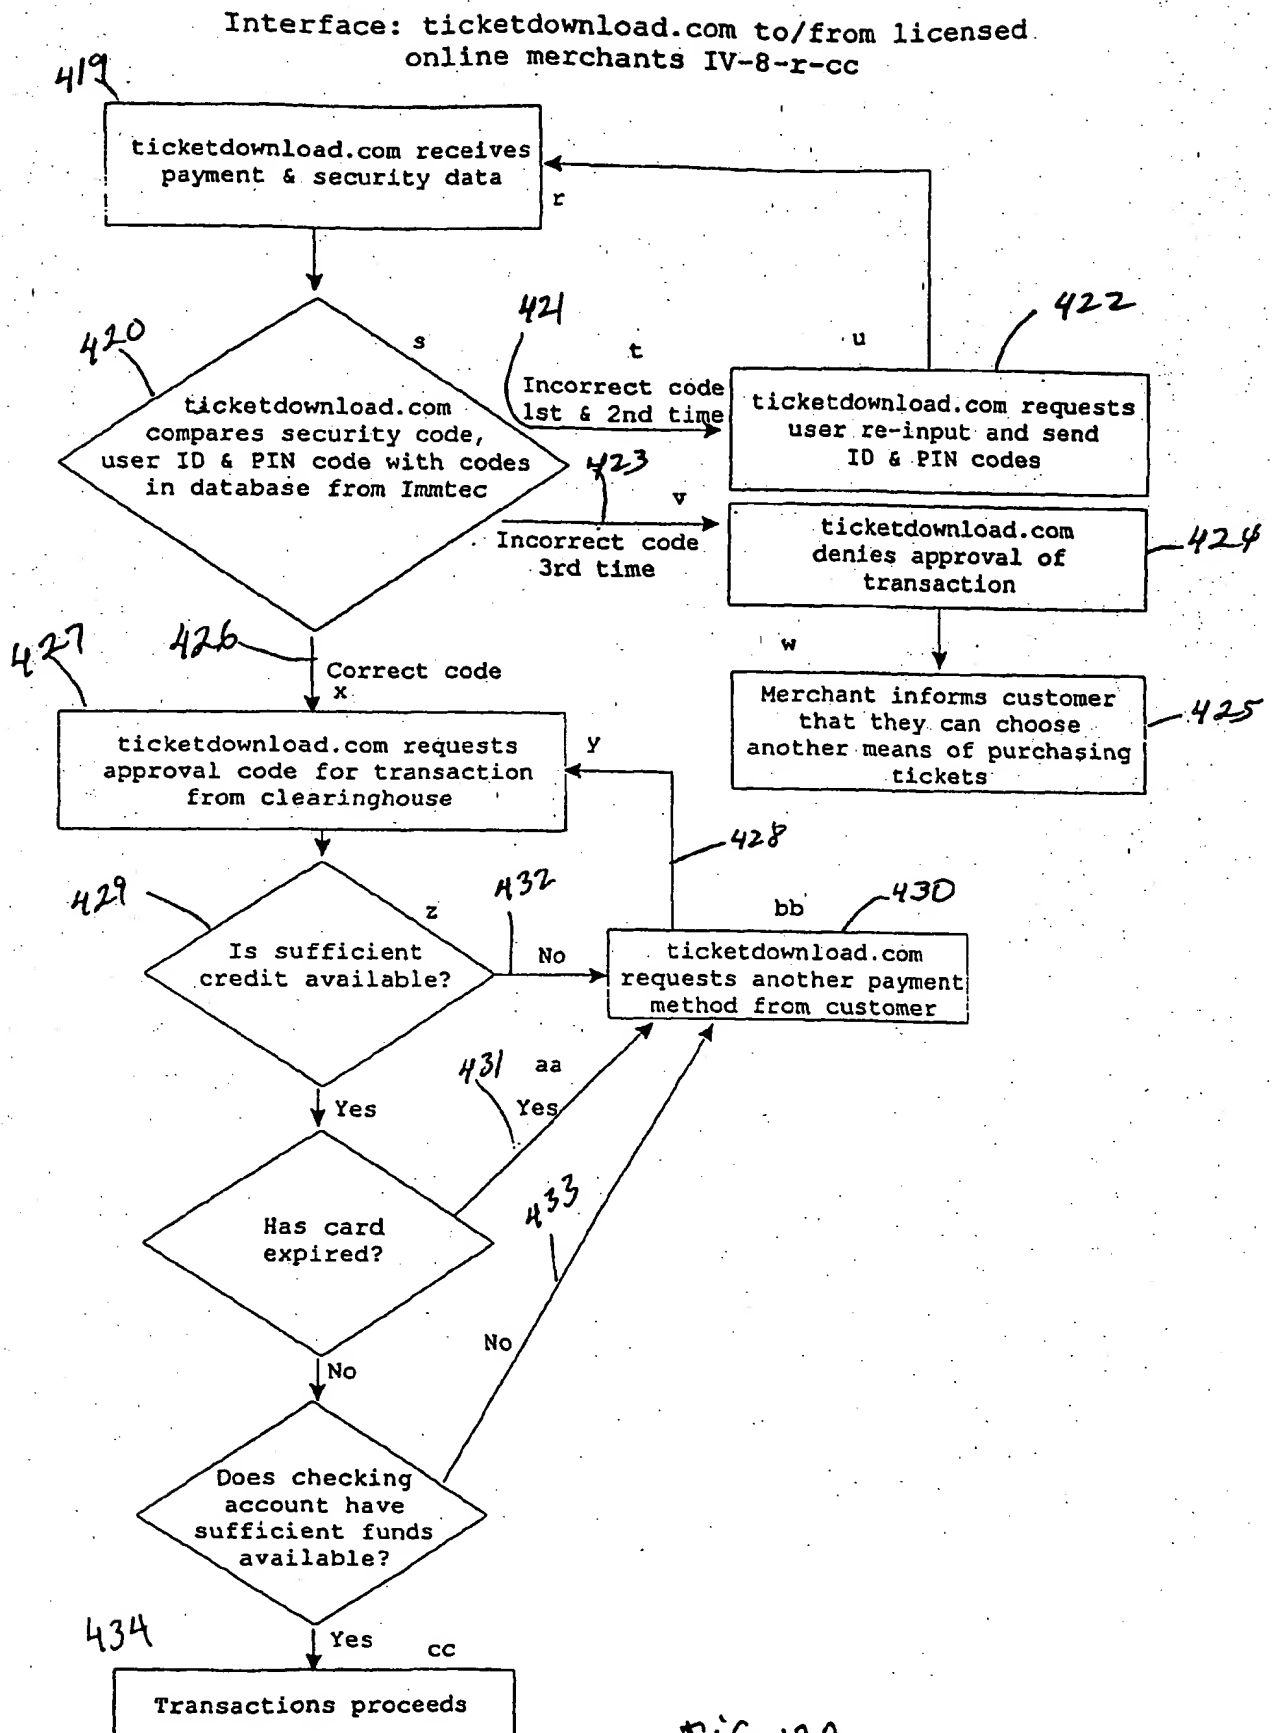 Interface: ticketdownload.com to/from licensed
online merchants IV-8-r-cc
419
ticketdownload.com receives
payment & security data
r
420
s
ticketdownload.com
compares security code,
user ID & PIN code with codes
in database from Immtec
421
t
Incorrect code
1st & 2nd time
u
422
ticketdownload.com requests
user re-input and send
ID & PIN codes
423
v
Incorrect code
3rd time
ticketdownload.com
denies approval of
transaction
424
w
Merchant informs customer
that they can choose
another means of purchasing
tickets
425
426
Correct code
x
427
ticketdownload.com requests
approval code for transaction
from clearinghouse
y
428
429
z
Is sufficient
credit available?
432
No
bb
430
ticketdownload.com
requests another payment
method from customer
Yes
431
aa
Yes
Has card
expired?
433
No
No
Does checking
account have
sufficient funds
available?
434
Yes
cc
Transactions proceeds